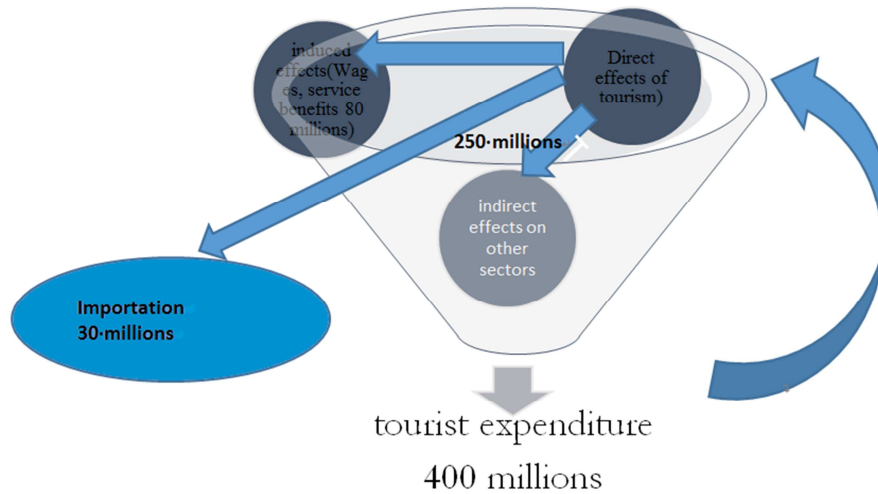 induced
effects(Wag
es, service
benefits 80
millions)
Direct
effects of
tourism)
250·millions
indirect
effects on
other
sectors
Importation
30·millions
tourist expenditure
400 millions